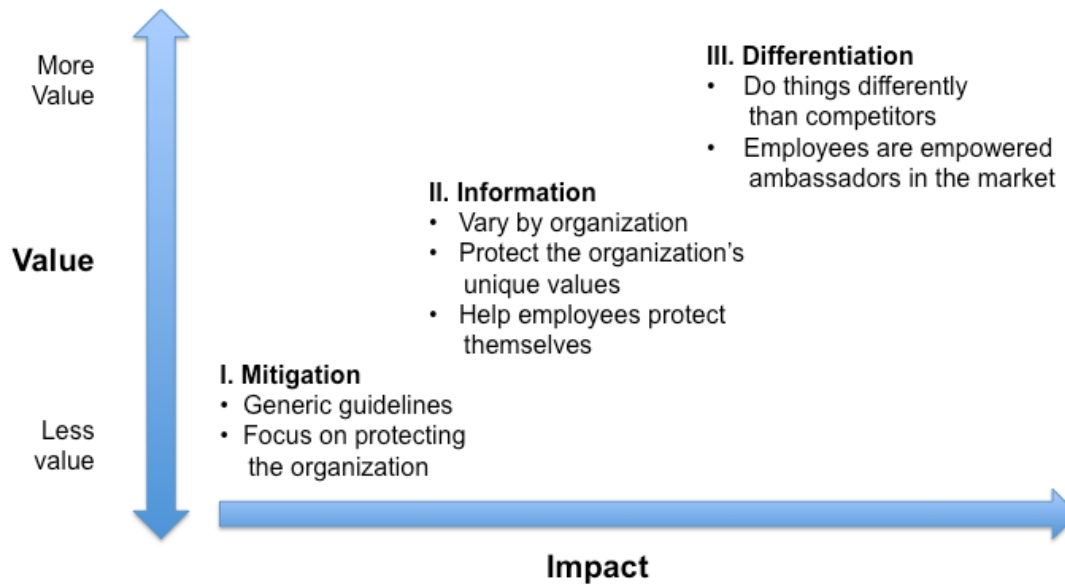 More
Value
Value
Less
value
III. Differentiation
• Do things differently
than competitors
• Employees are empowered
ambassadors in the market
II. Information
• Vary by organization
• Protect the organization's
unique values
• Help employees protect
themselves
I. Mitigation
• Generic guidelines
• Focus on protecting
the organization
Impact